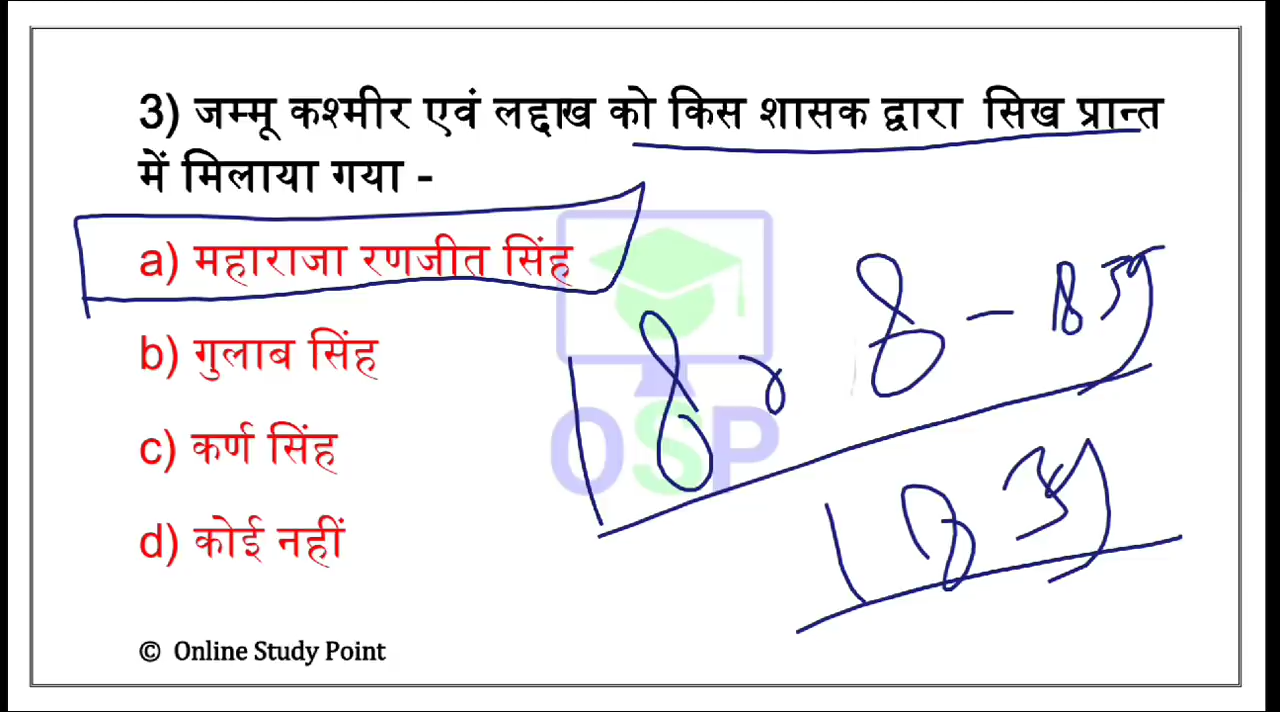 3) जम्मू कश्मीर एवं लद्दाख को किस शासक द्वारा सिख प्रान्त
में मिलाया गया -
a) महाराजा रणजीत सिंह
b) गुलाब सिंह
c) कर्ण सिंह
d) कोई नहीं
OSP
© Online Study Point